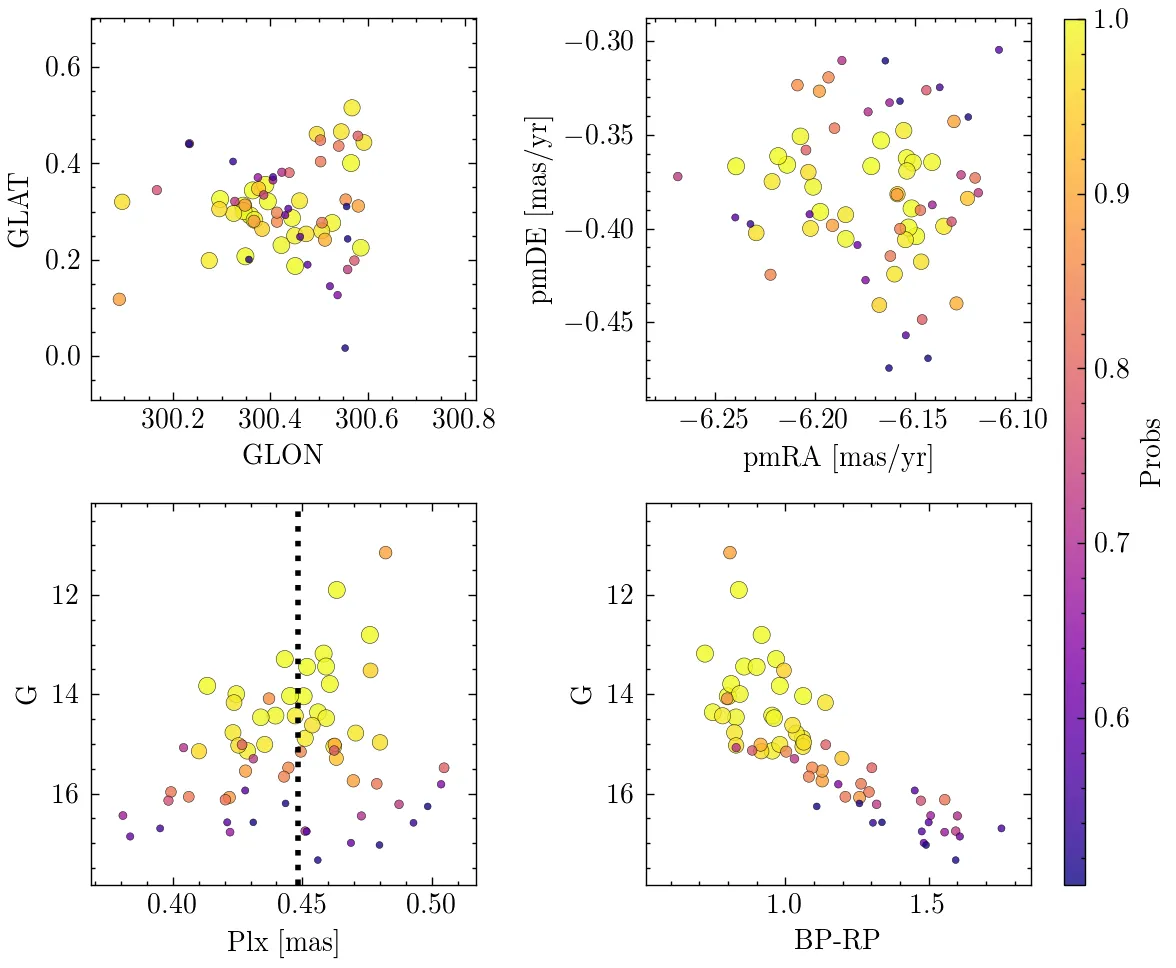 0.6
0.4
0.2
0.0
GLAT
300.2 300.4 300.6 300.8
GLON
−0.30
−0.35
−0.40
−0.45
pmDE [mas/yr]
−6.25 −6.20 −6.15 −6.10
pmRA [mas/yr]
1.0
0.9
0.8
0.7
0.6
Probs
12
14
16
G
0.40 0.45 0.50
Plx [mas]
12
14
16
G
1.0 1.5
BP-RP